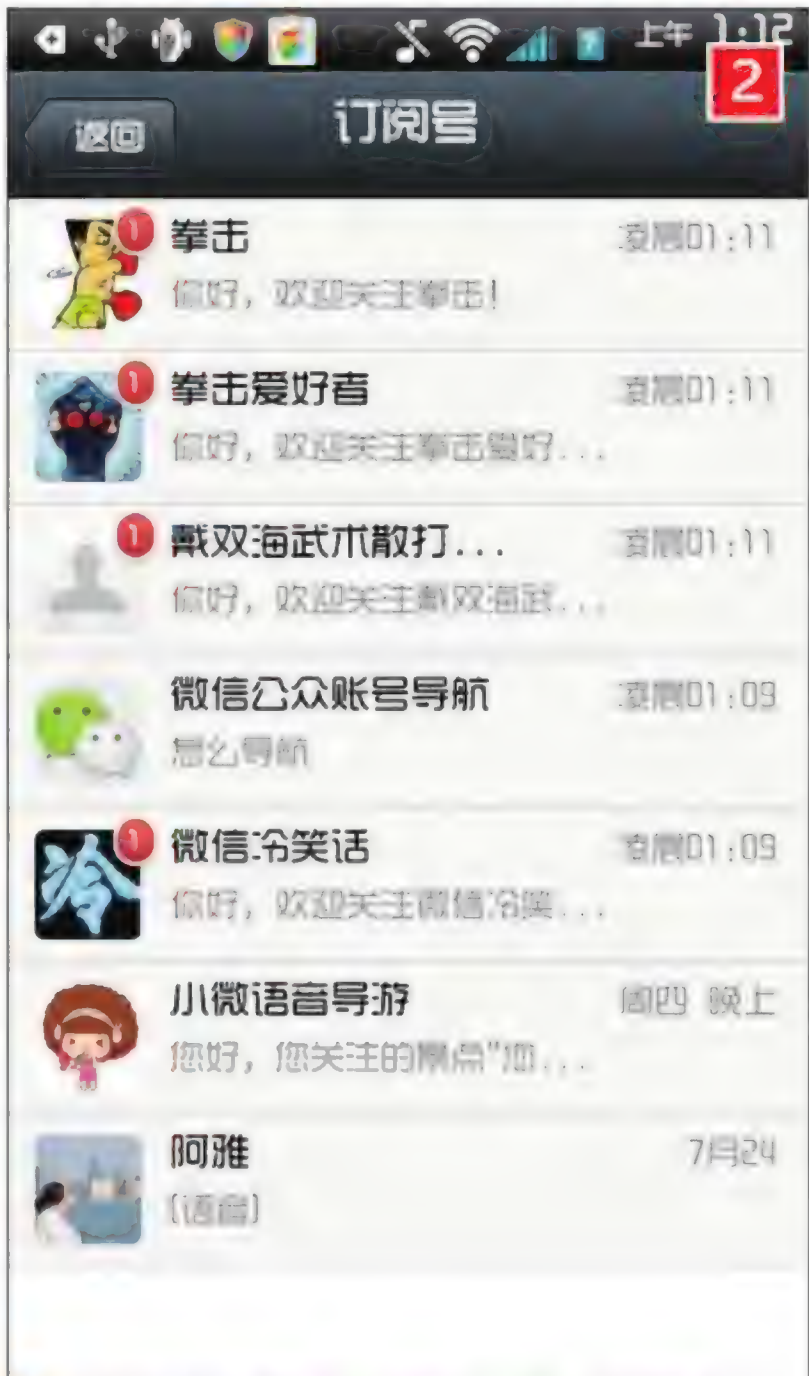 上午 1:12
2
返回
订阅号
1
拳击
凌晨01:11
你好，欢迎关注拳击!
1
拳击爱好者
凌晨01:11
你好，欢迎关注拳击爱好...
1
戴双海武术散打...
凌晨01:11
你好，欢迎关注戴双海武...
微信公众账号导航
凌晨01:09
怎么导航
冷
1
微信冷笑话
凌晨01:09
你好，欢迎关注微信冷笑...
小微语音导游
周四 晚上
您好，您关注的景点"加...
阿雅
7月24
[语音]